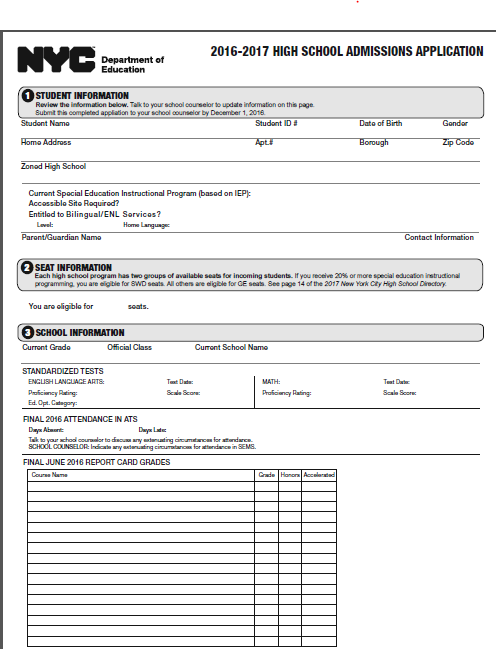 NYC Department of
Education
2016-2017 HIGH SCHOOL ADMISSIONS APPLICATION
1 STUDENT INFORMATION
Review the information below. Talk to your school counselor to update information on this page.
Submit this completed appliation to your school counselor by December 1, 2016.
Student Name Student ID # Date of Birth Gender
Home Address Apt.# Borough Zip Code
Zoned High School
Current Special Education Instructional Program (based on IEP):
Accessible Site Required?
Entitled to Bilingual/ENL Services?
Level: Home Language:
Parent/Guardian Name Contact Information
2 SEAT INFORMATION
Each high school program has two groups of available seats for incoming students. If you receive 20% or more special education instructional
programming, you are eligible for SWD seats. All others are eligible for GE seats. See page 14 of the 2017 New York City High School Directory.
You are eligible for seats.
3 SCHOOL INFORMATION
Current Grade Official Class Current School Name
STANDARDIZED TESTS
ENGLISH LANGUAGE ARTS: Test Date: MATH: Test Date:
Proficiency Rating: Scale Score: Proficiency Rating: Scale Score:
Ed. Opt. Category:
FINAL 2016 ATTENDANCE IN ATS
Days Absent: Days Late:
Talk to your school counselor to discuss any extenuating circumstances for attendance.
SCHOOL COUNSELOR: Indicate any extenuating circumstances for attendance in SEMS.
FINAL JUNE 2016 REPORT CARD GRADES
Course Name Grade Honors Accelerated